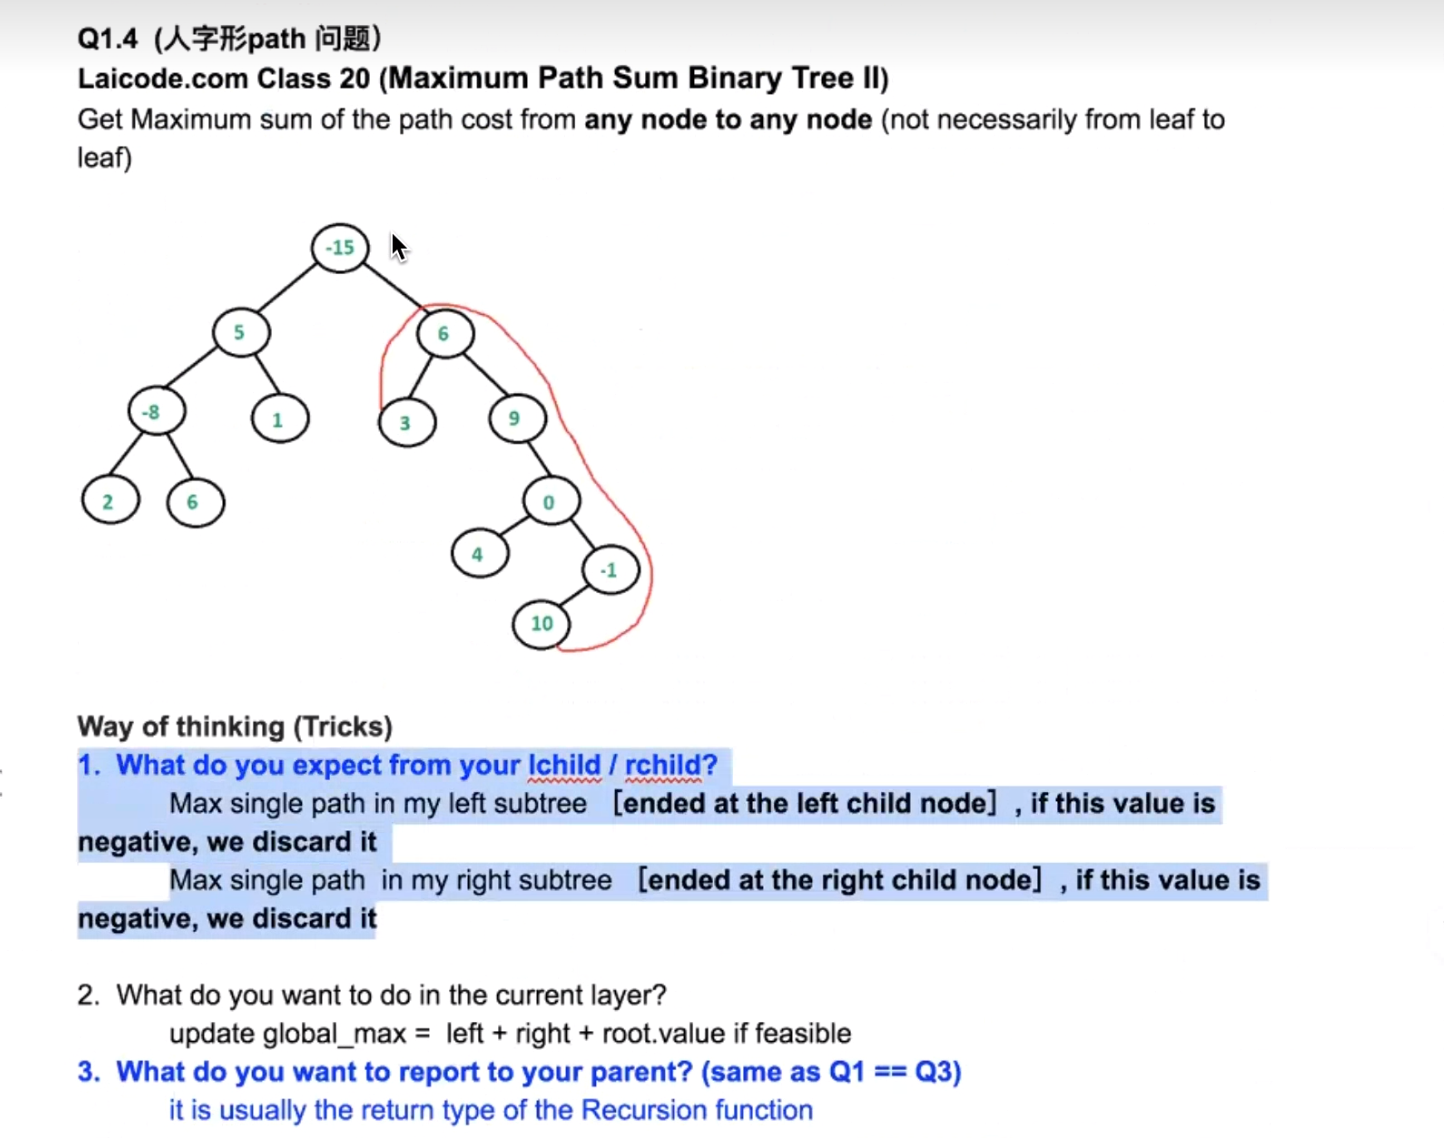 Q1.4 (人字形path 问题)
Laicode.com Class 20 (Maximum Path Sum Binary Tree II)
Get Maximum sum of the path cost from any node to any node (not necessarily from leaf to
leaf)
-15
5
6
-8
1
3
9
2
6
0
4
-1
10
Way of thinking (Tricks)
1. What do you expect from your lchild / rchild?
Max single path in my left subtree [ended at the left child node] , if this value is
negative, we discard it
Max single path in my right subtree [ended at the right child node] , if this value is
negative, we discard it
2. What do you want to do in the current layer?
update global_max = left + right + root.value if feasible
3. What do you want to report to your parent? (same as Q1 == Q3)
it is usually the return type of the Recursion function